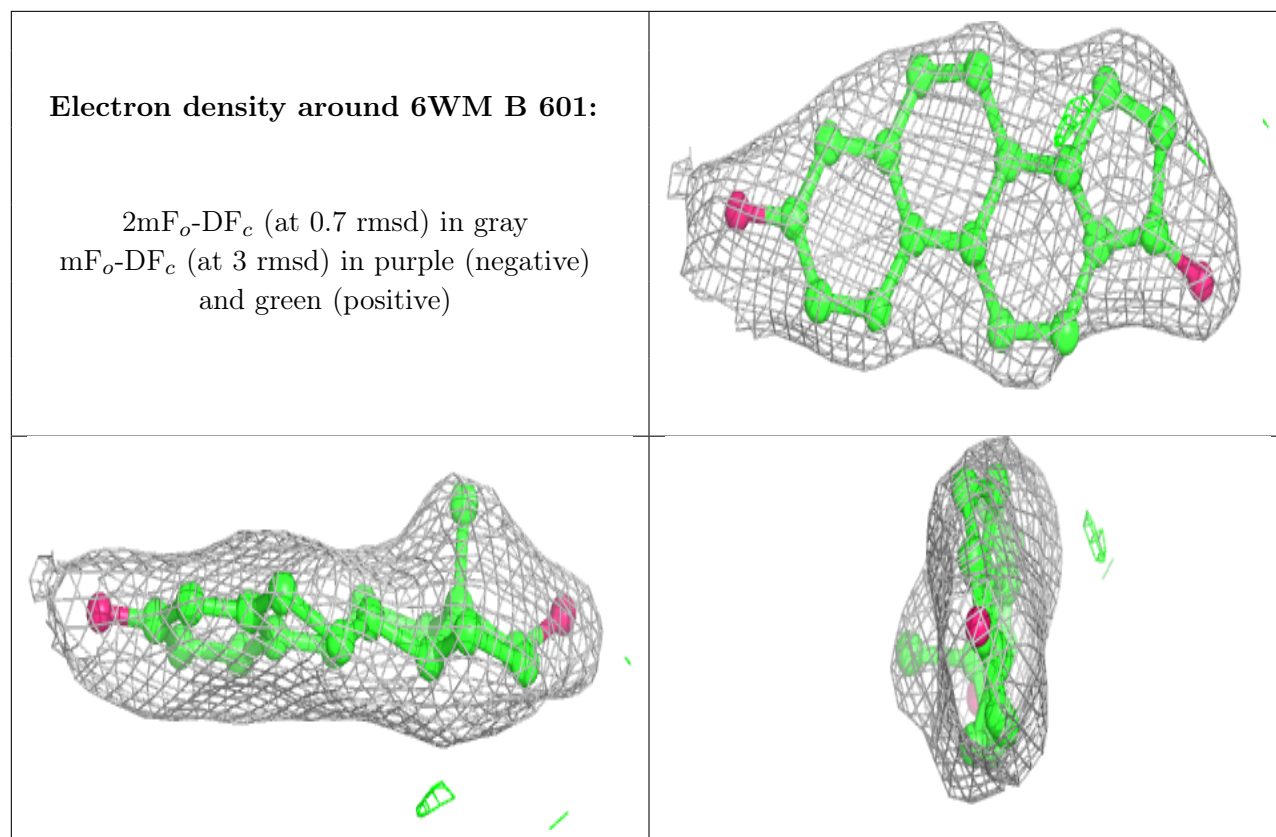 Electron density around 6WM B 601:
2mFₒ-DF𝑐 (at 0.7 rmsd) in gray
mFₒ-DF𝑐 (at 3 rmsd) in purple (negative)
and green (positive)